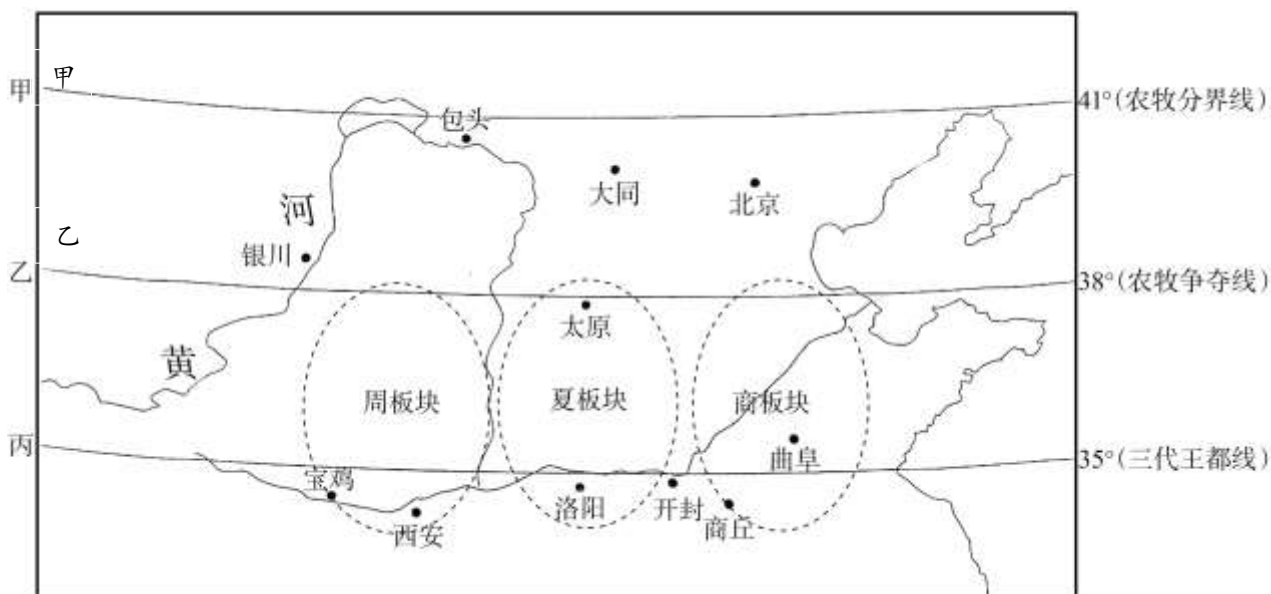 甲
甲
41°(农牧分界线)
包头
大同
北京
河
银川
乙
乙
38°(农牧争夺线)
太原
黄
周板块
夏板块
商板块
丙
曲阜
35°(三代王都线)
宝鸡
洛阳
开封
商丘
西安